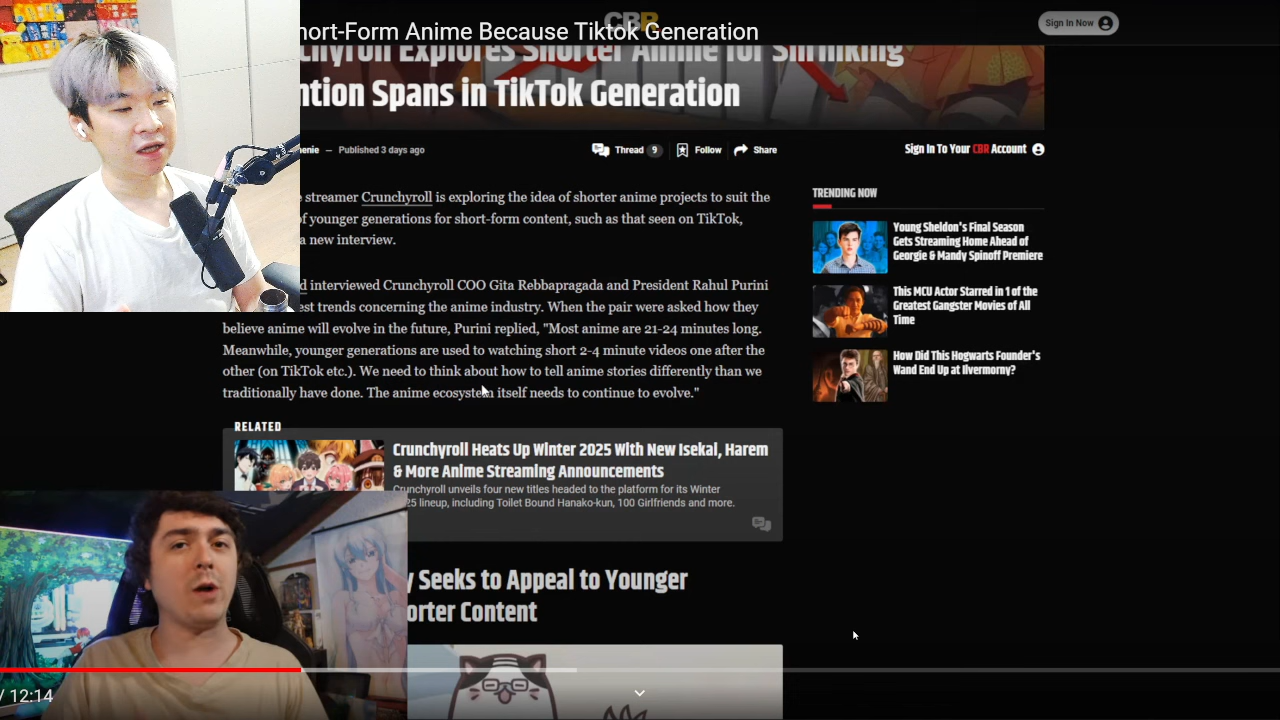 hort-Form Anime Because Tiktok Generation
CBR
Sign In Now
chyroll Explores Shorter Anime for Shrinking
ntion Spans in TikTok Generation
enie — Published 3 days ago
Thread 9
Follow
Share
Sign In To Your CBR Account
streamer Crunchyroll is exploring the idea of shorter anime projects to suit the
of younger generations for short-form content, such as that seen on TikTok,
a new interview.
d interviewed Crunchyroll COO Gita Rebbapragada and President Rahul Purini
est trends concerning the anime industry. When the pair were asked how they
believe anime will evolve in the future, Purini replied, "Most anime are 21-24 minutes long.
Meanwhile, younger generations are used to watching short 2-4 minute videos one after the
other (on TikTok etc.). We need to think about how to tell anime stories differently than we
traditionally have done. The anime ecosystem itself needs to continue to evolve."
RELATED
Crunchyroll Heats Up Winter 2025 With New Isekai, Harem
& More Anime Streaming Announcements
Crunchyroll unveils four new titles headed to the platform for its Winter
25 lineup, including Toilet Bound Hanako-kun, 100 Girlfriends and more.
y Seeks to Appeal to Younger
orter Content
TRENDING NOW
Young Sheldon's Final Season
Gets Streaming Home Ahead of
Georgie & Mandy Spinoff Premiere
This MCU Actor Starred in 1 of the
Greatest Gangster Movies of All
Time
How Did This Hogwarts Founder's
Wand End Up at Ilvermorny?
/ 12:14